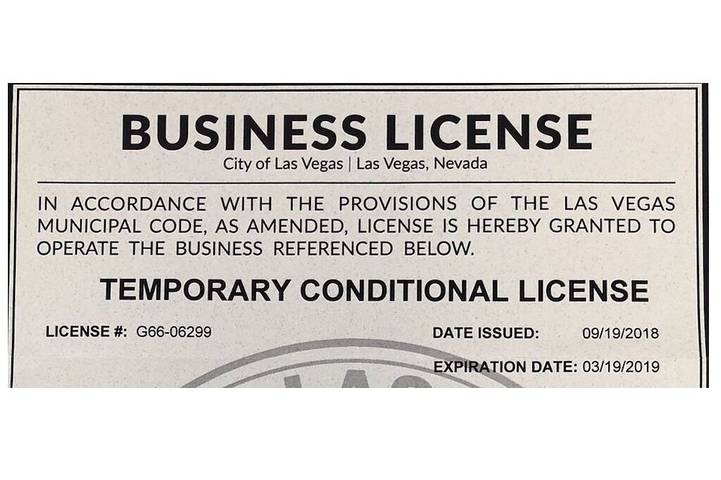 BUSINESS LICENSE
City of Las Vegas | Las Vegas, Nevada
IN ACCORDANCE WITH THE PROVISIONS OF THE LAS VEGAS
MUNICIPAL CODE, AS AMENDED, LICENSE IS HEREBY GRANTED TO
OPERATE THE BUSINESS REFERENCED BELOW.
TEMPORARY CONDITIONAL LICENSE
LICENSE #: G66-06299 DATE ISSUED: 09/19/2018
EXPIRATION DATE: 03/19/2019
LAS